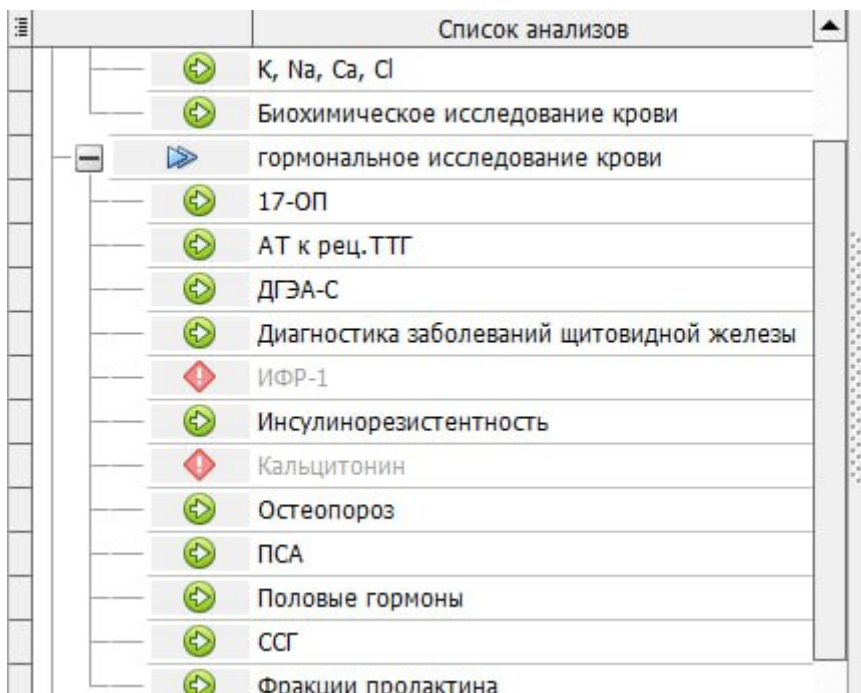 Список анализов
K, Na, Ca, Cl
Биохимическое исследование крови
гормональное исследование крови
17-ОП
АТ к рец.ТТГ
ДГЭА-С
Диагностика заболеваний щитовидной железы
ИФР-1
Инсулинорезистентность
Кальцитонин
Остеопороз
ПСА
Половые гормоны
ССГ
Фракции пролактина